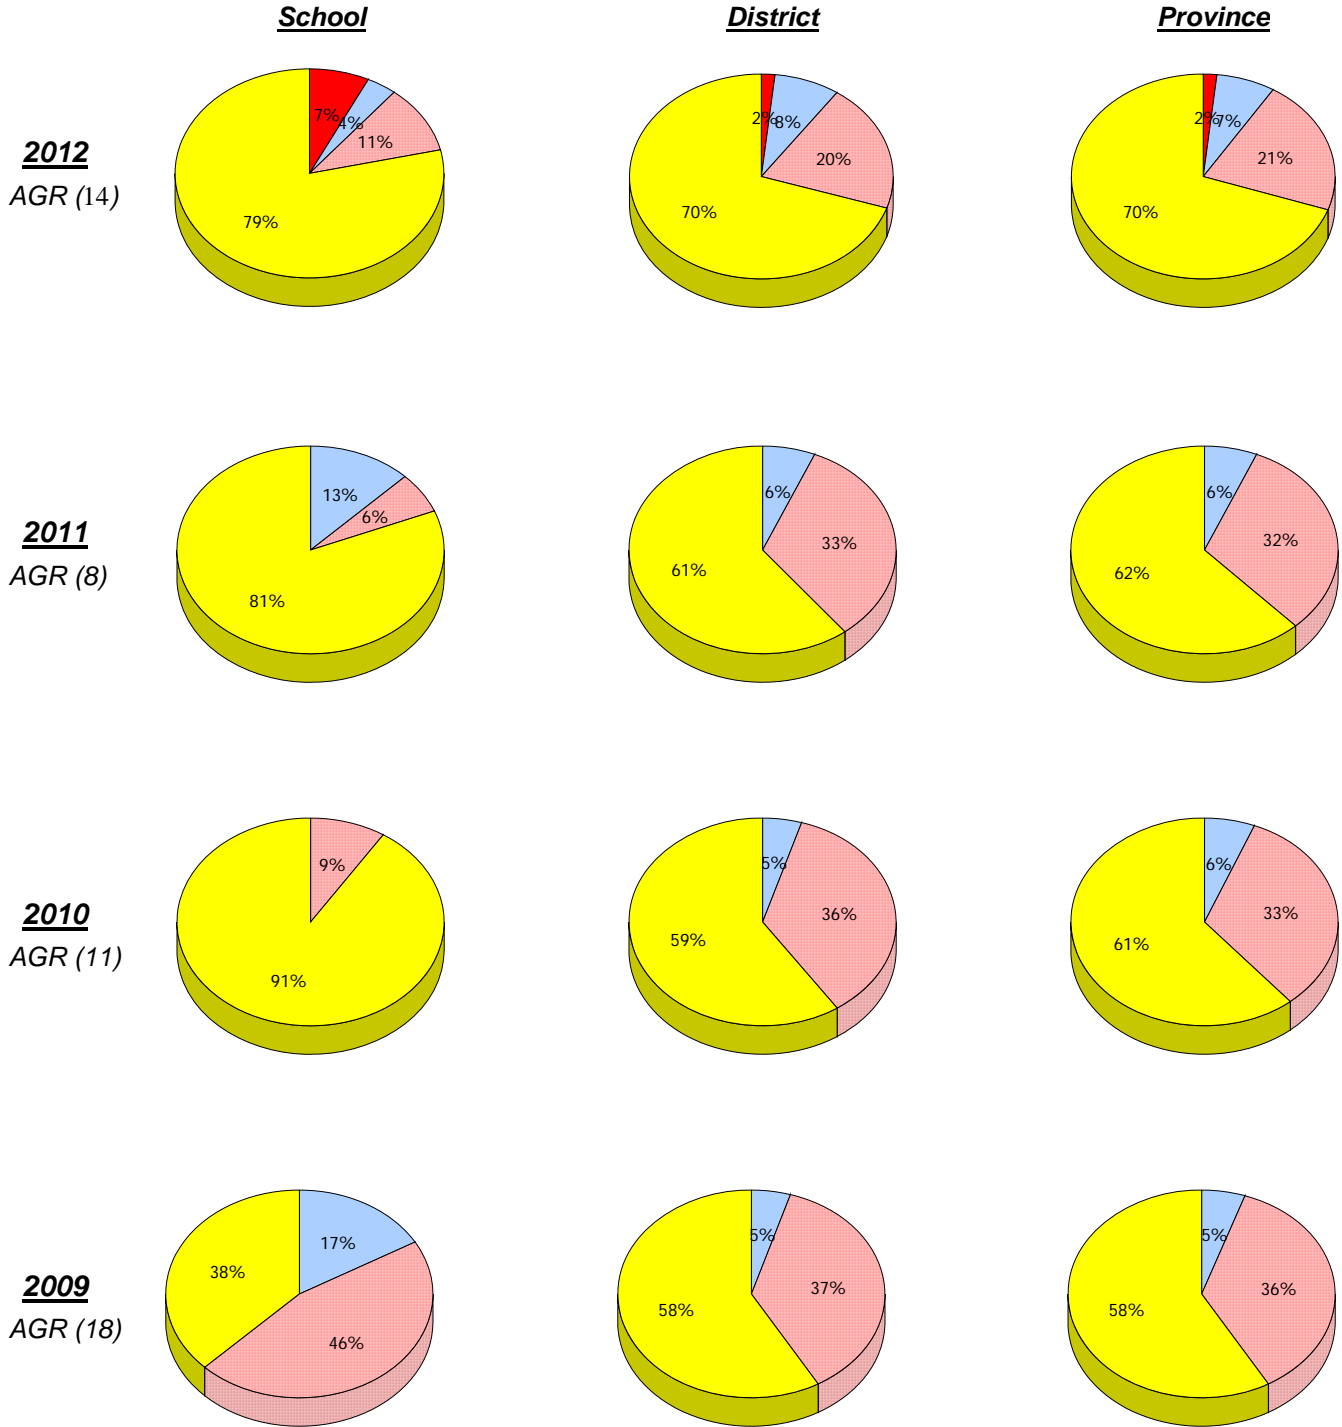 School District Province
2012
AGR (14)
7% 4% 11% 79%
2% 8% 20% 70%
2% 7% 21% 70%
2011
AGR (8)
13% 6% 81%
6% 33% 61%
6% 32% 62%
2010
AGR (11)
9% 91%
5% 36% 59%
6% 33% 61%
2009
AGR (18)
17% 38% 46%
5% 37% 58%
5% 36% 58%